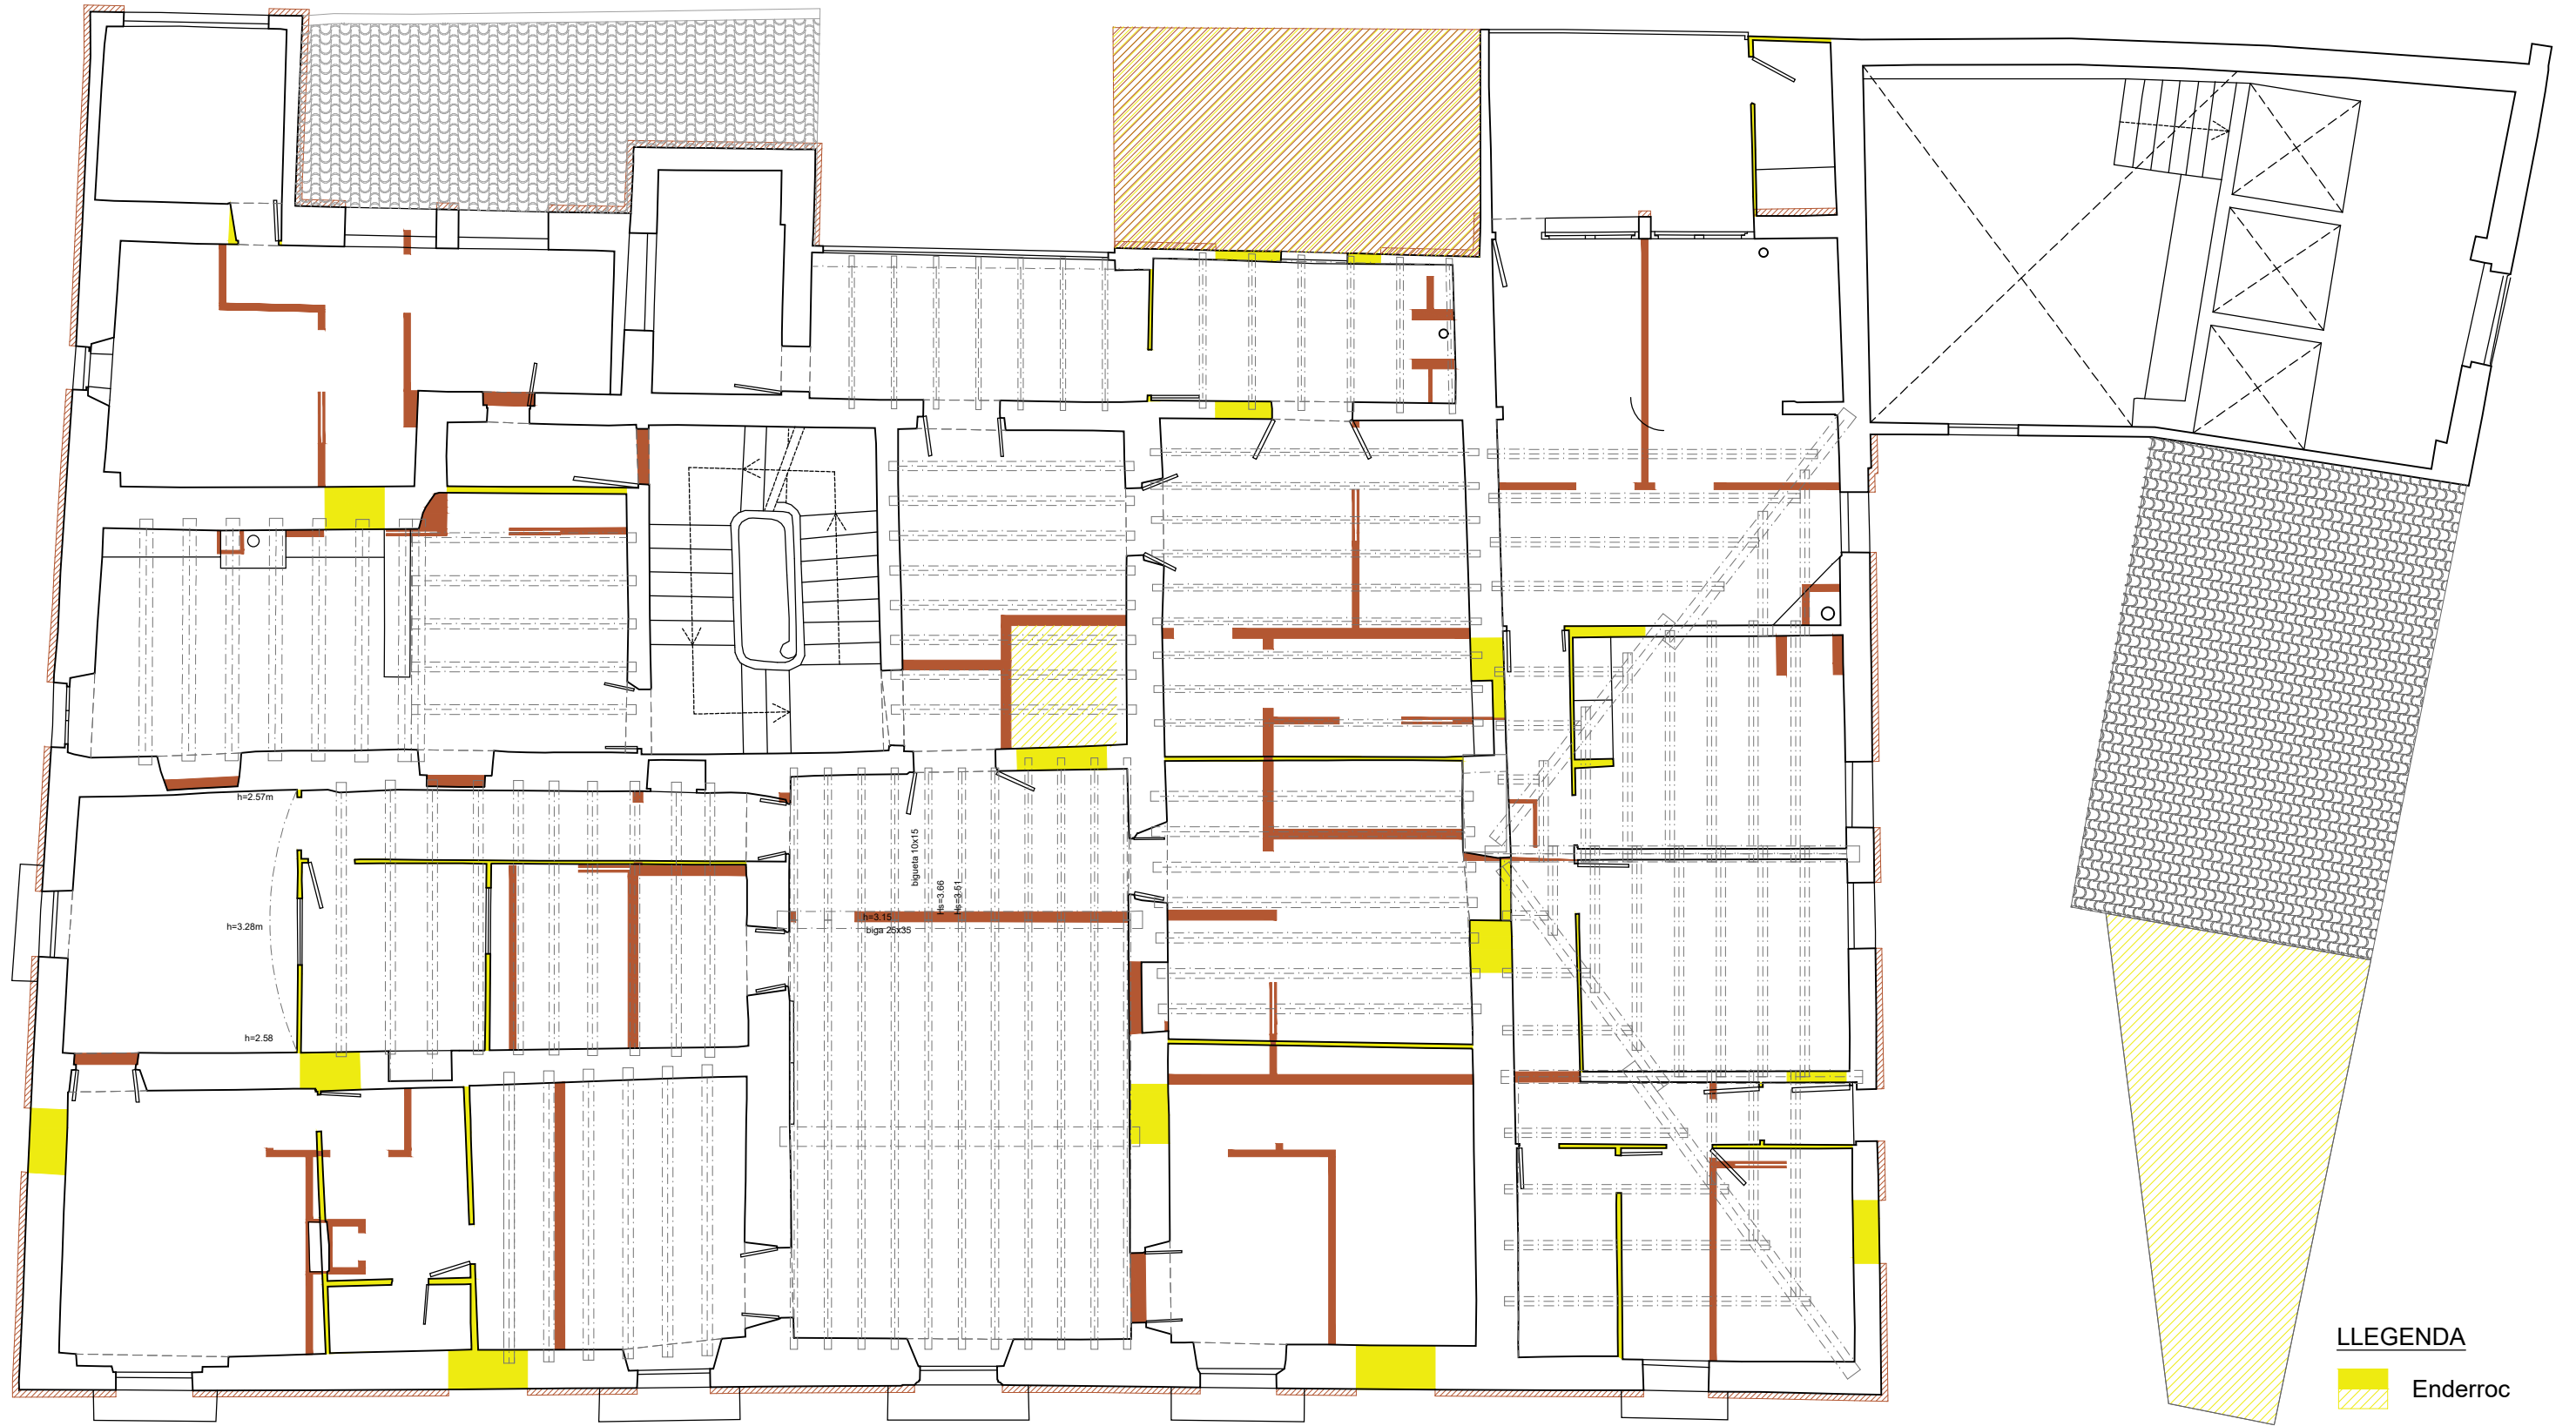 h=2.57m
bigueta 10x15
Hs=3.66
Hs=3.51
h=3.15
biga 25x35
h=3.28m
h=2.58
LLEGENDA
Enderroc